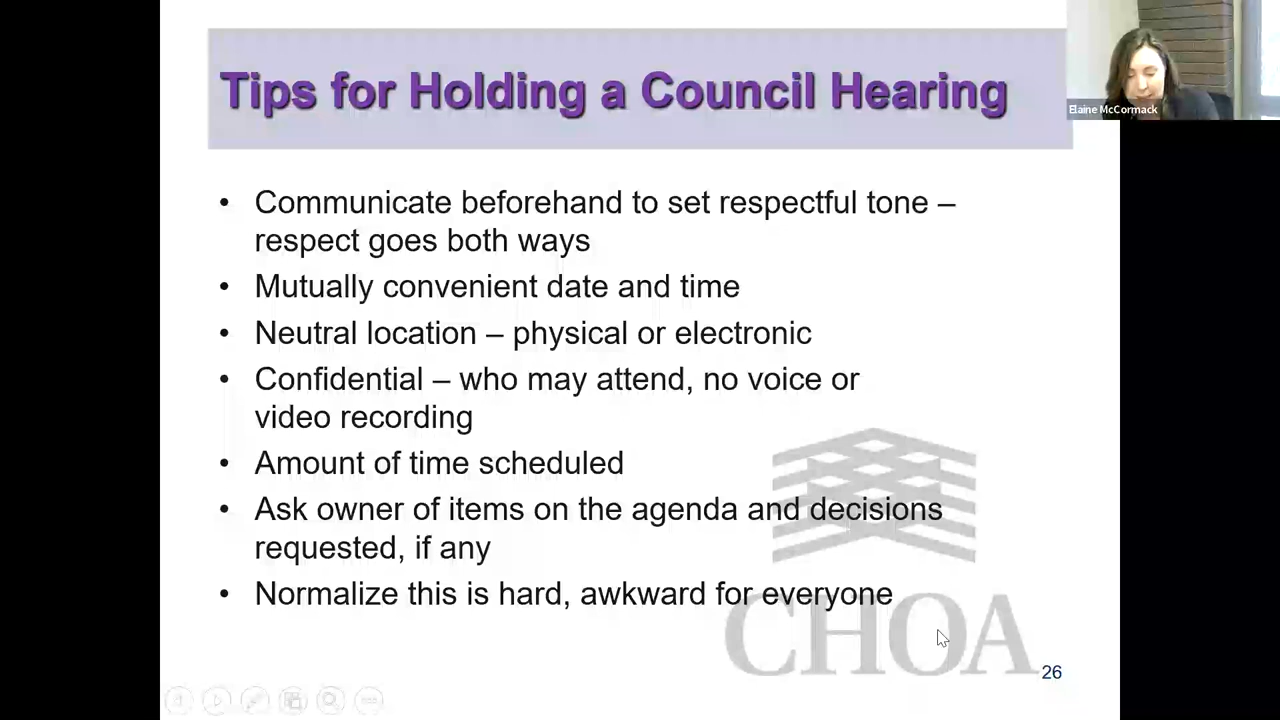 Tips for Holding a Council Hearing
Elaine McCormack
• Communicate beforehand to set respectful tone –
respect goes both ways
• Mutually convenient date and time
• Neutral location – physical or electronic
• Confidential – who may attend, no voice or
video recording
• Amount of time scheduled
• Ask owner of items on the agenda and decisions
requested, if any
• Normalize this is hard, awkward for everyone
CHOA
26